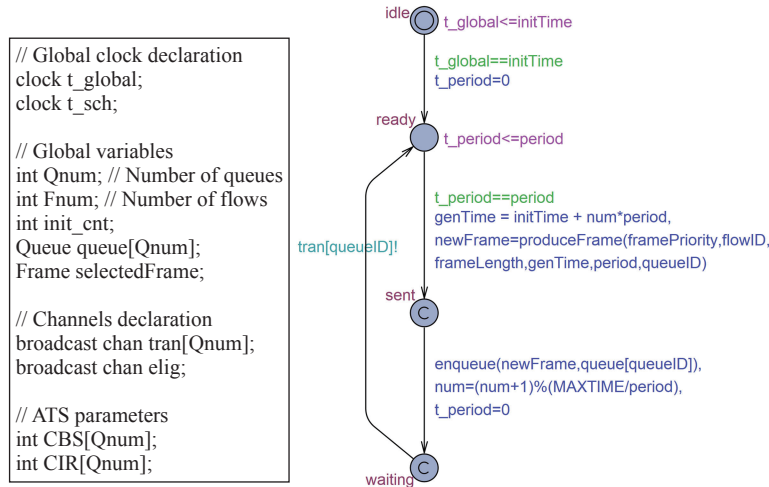 // Global clock declaration
clock t_global;
clock t_sch;
// Global variables
int Qnum; // Number of queues
int Fnum; // Number of flows
int init_cnt;
Queue queue[Qnum];
Frame selectedFrame;
// Channels declaration
broadcast chan tran[Qnum];
broadcast chan elig;
// ATS parameters
int CBS[Qnum];
int CIR[Qnum];
idle
t_global<=initTime
t_global==initTime
t_period=0
ready
t_period<=period
t_period==period
genTime = initTime + num*period,
newFrame=produceFrame(framePriority,flowID,
frameLength,genTime,period,queueID)
tran[queueID]!
sent
C
enqueue(newFrame,queue[queueID]),
num=(num+1)%(MAXTIME/period),
t_period=0
C
waiting